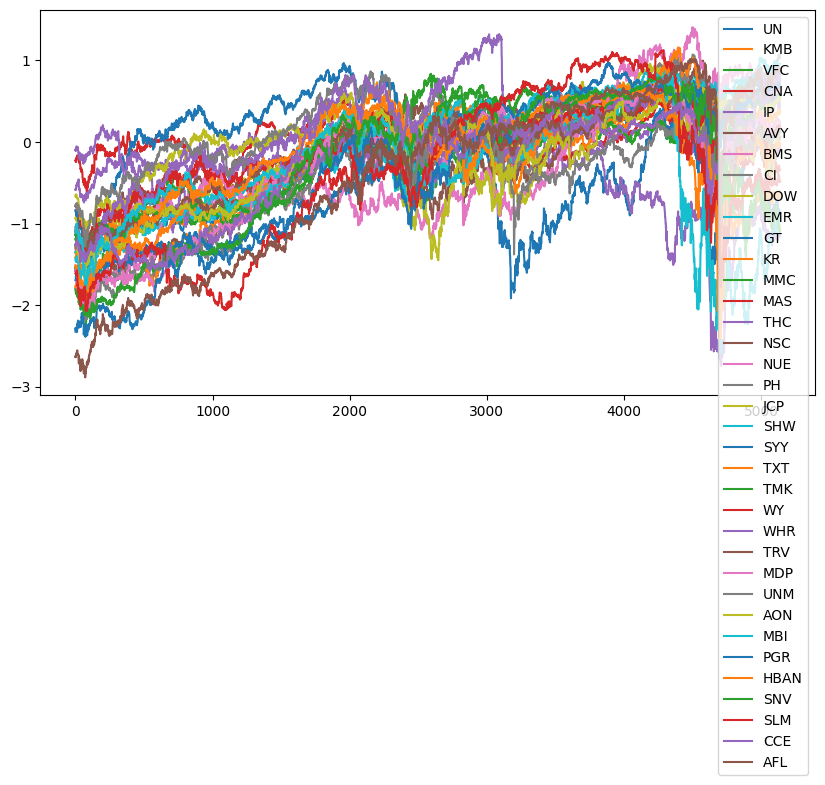 1
0
−1
−2
−3
0
1000
2000
3000
4000
5000
UN
KMB
VFC
CNA
IP
AVY
BMS
CI
DOW
EMR
GT
KR
MMC
MAS
THC
NSC
NUE
PH
JCP
SHW
SYY
TXT
TMK
WY
WHR
TRV
MDP
UNM
AON
MBI
PGR
HBAN
SNV
SLM
CCE
AFL